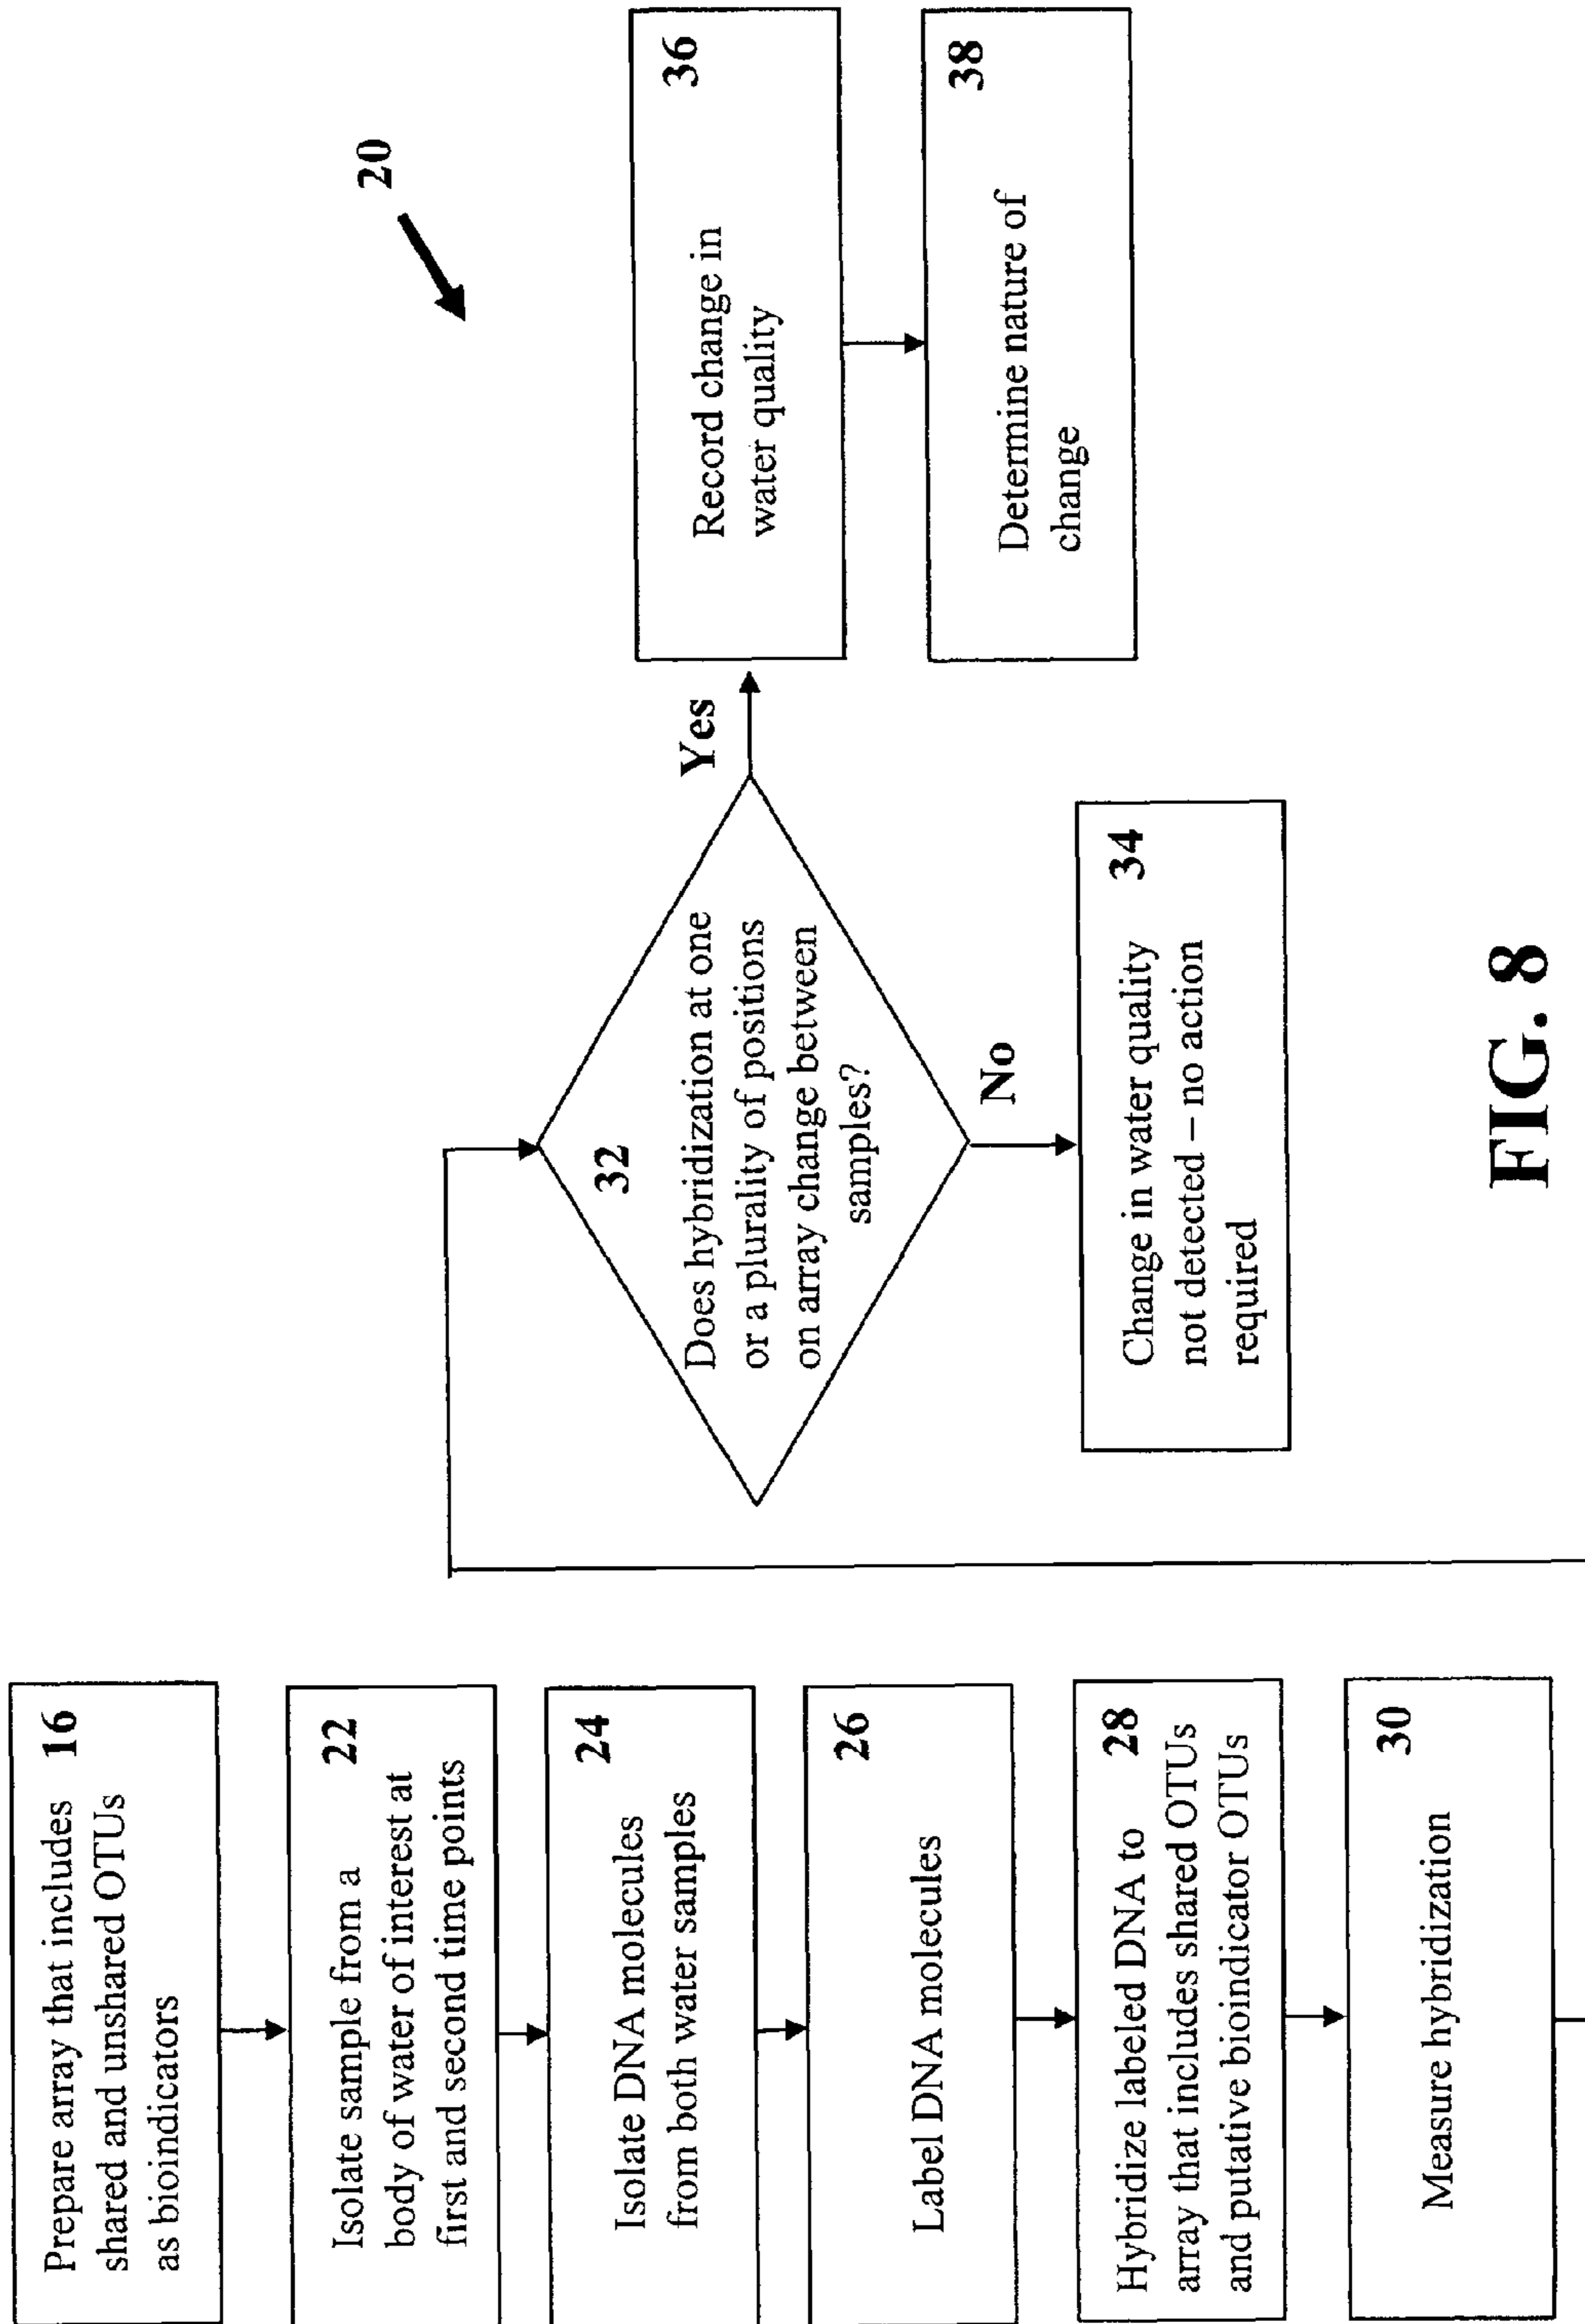 20
Prepare array that includes 16
shared and unshared OTUs
as bioindicators
22
Isolate sample from a
body of water of interest at
first and second time points
24
Isolate DNA molecules
from both water samples
26
Label DNA molecules
Hybridize labeled DNA to 28
array that includes shared OTUs
and putative bioindicator OTUs
30
Measure hybridization
32
Does hybridization at one
or a plurality of positions
on array change between
samples?
Yes
No
Change in water quality 34
not detected – no action
required
36
Record change in
water quality
38
Determine nature of
change
FIG. 8